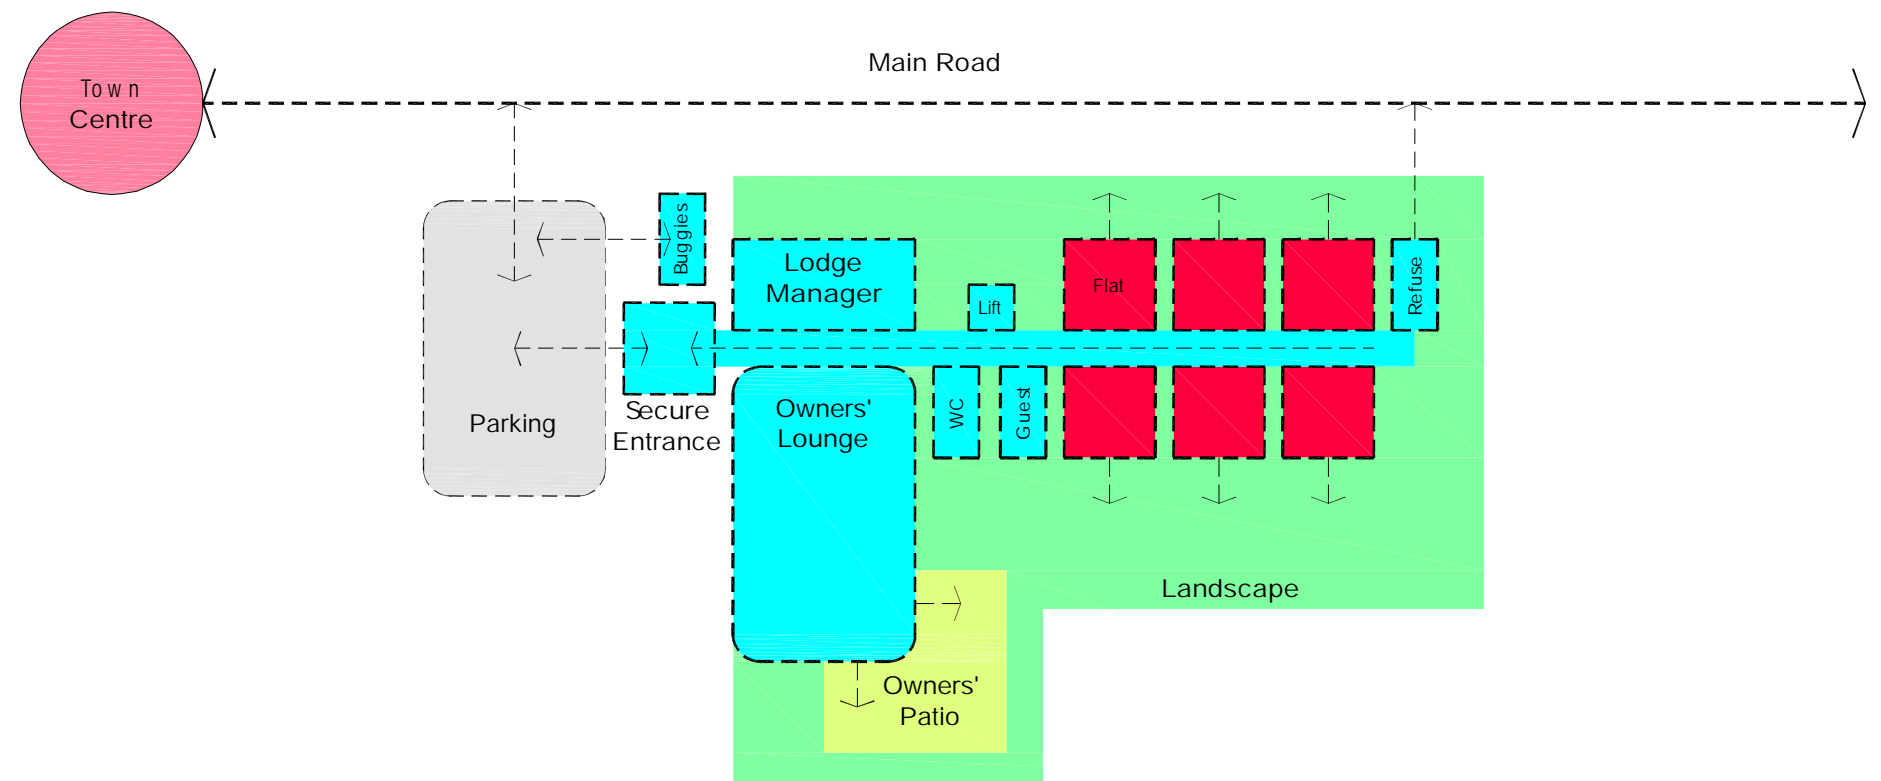 Main Road
Town
Centre
Buggies
Lodge
Manager
Lift
Flat
Refuse
Parking
Secure
Entrance
Owners'
Lounge
WC
Guest
Landscape
Owners'
Patio